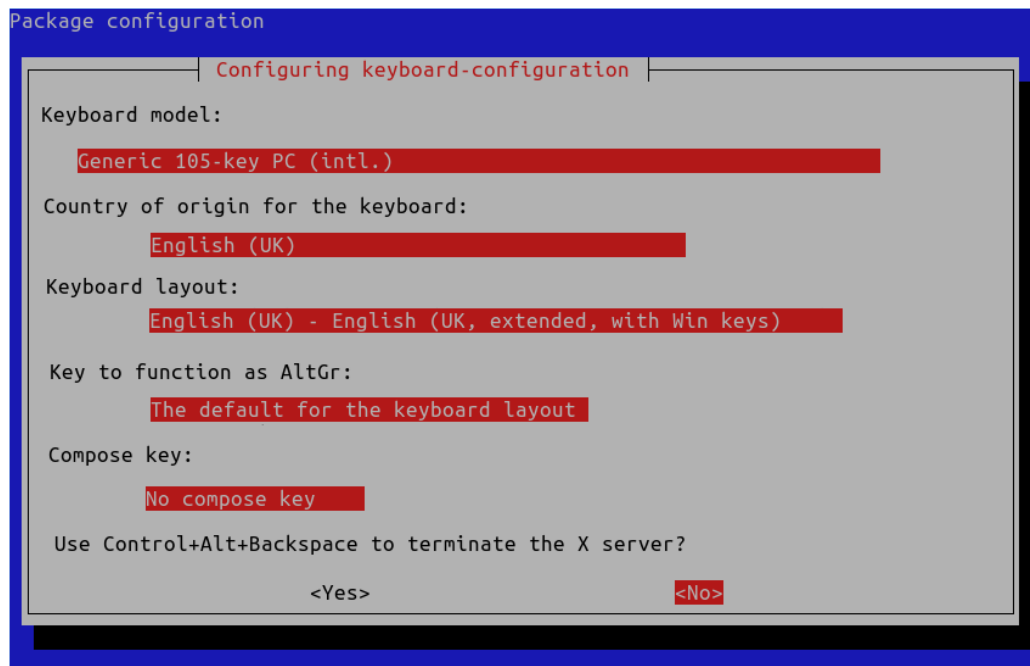 Package configuration
Configuring keyboard-configuration
Keyboard model:
Generic 105-key PC (intl.)
Country of origin for the keyboard:
English (UK)
Keyboard layout:
English (UK) - English (UK, extended, with Win keys)
Key to function as AltGr:
The default for the keyboard layout
Compose key:
No compose key
Use Control+Alt+Backspace to terminate the X server?
<Yes> <No>